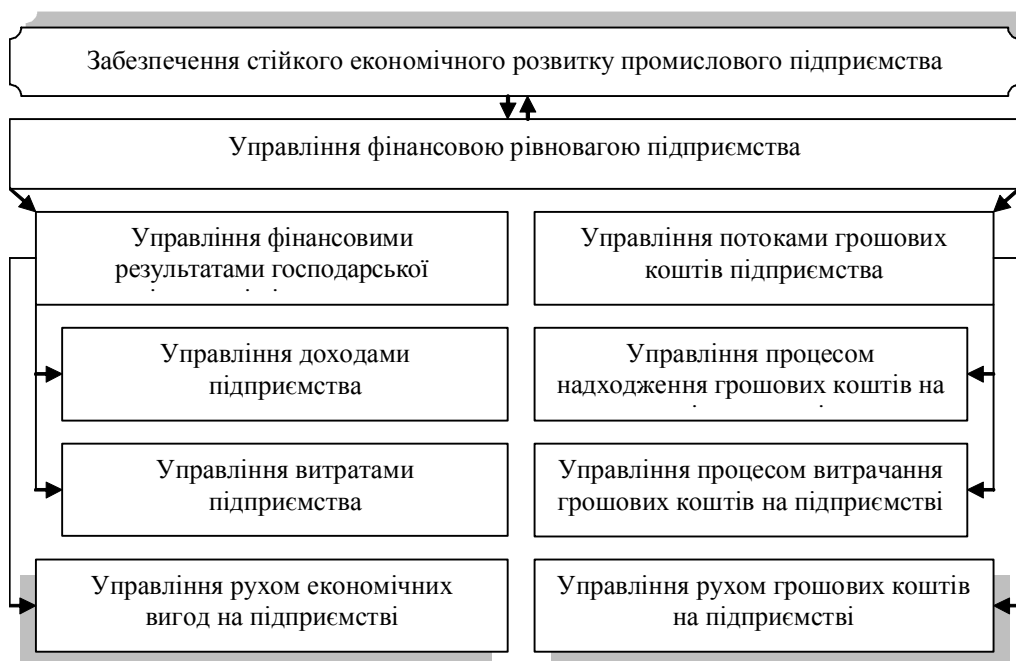 Забезпечення стійкого економічного розвитку промислового підприємства
Управління фінансовою рівновагою підприємства
Управління фінансовими
результатами господарської
Управління потоками грошових
коштів підприємства
Управління доходами
підприємства
Управління процесом
надходження грошових коштів на
Управління витратами
підприємства
Управління процесом витрачання
грошових коштів на підприємстві
Управління рухом економічних
вигод на підприємстві
Управління рухом грошових коштів
на підприємстві